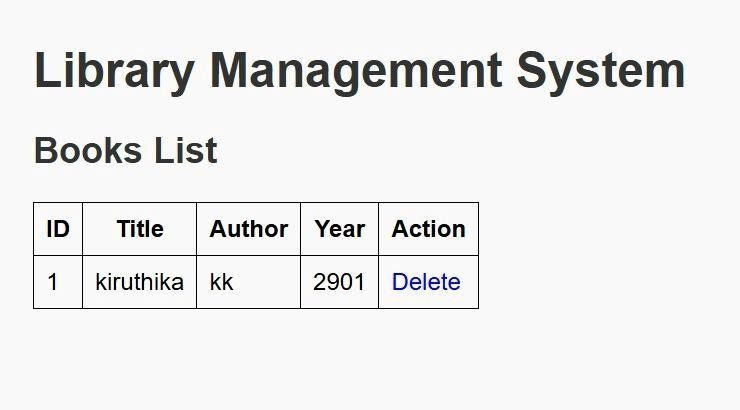 Library Management System
Books List
ID Title Author Year Action
1 kiruthika kk 2901 Delete